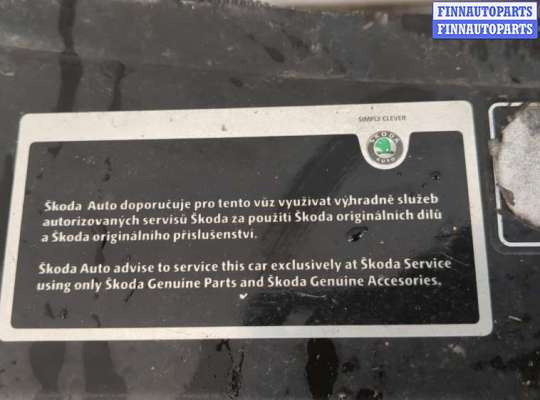 FINNAUTOPARTS
FINNAUTOPARTS
SIMPLY CLEVER
ŠKODA
AUTO
Škoda Auto doporučuje pro tento vůz využívat výhradně služeb
autorizovaných servisů Škoda za použití Škoda originálních dílů
a Škoda originálního příslušenství.
Škoda Auto advise to service this car exclusively at Škoda Service
using only Škoda Genuine Parts and Škoda Genuine Accesories.